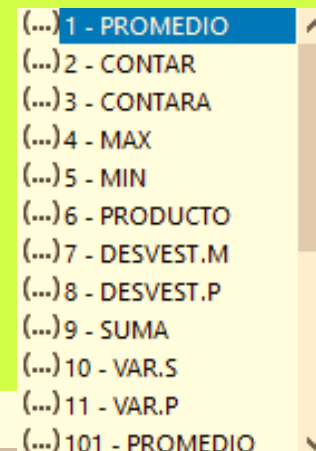 (...) 1 - PROMEDIO
(...) 2 - CONTAR
(...) 3 - CONTARA
(...) 4 - MAX
(...) 5 - MIN
(...) 6 - PRODUCTO
(...) 7 - DESVEST.M
(...) 8 - DESVEST.P
(...) 9 - SUMA
(...) 10 - VAR.S
(...) 11 - VAR.P
(...) 101 - PROMEDIO